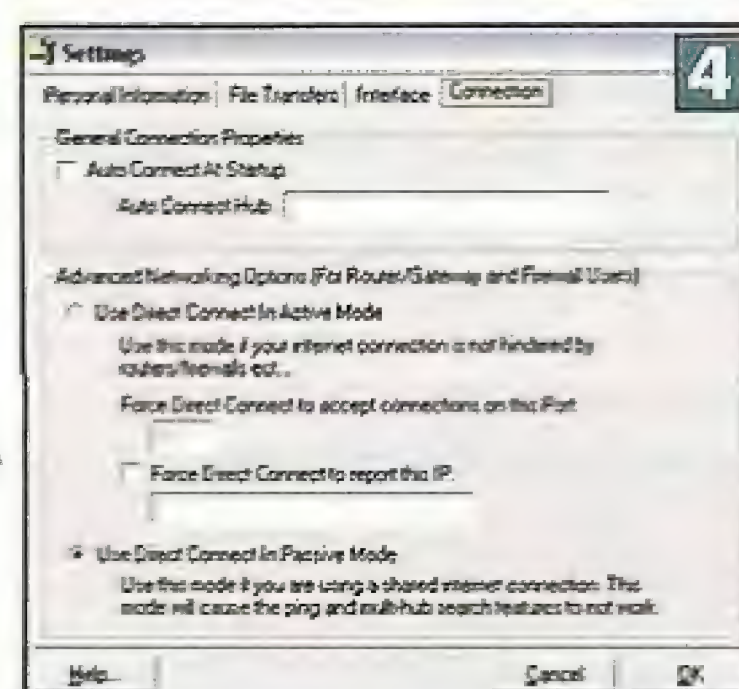 Settings
4
Personal Information File Transfers Interface Connection
General Connection Properties
Auto Connect At Startup
Auto Connect Hub
Advanced Networking Options (For Router/Gateway and Firewall Users)
Use Direct Connect In Active Mode
Use this mode if your internet connection is not hindered by
routers/firewalls ect...
Force Direct Connect to accept connections on this Port:
Force Direct Connect to report this IP:
Use Direct Connect In Passive Mode
Use this mode if you are using a shared internet connection. This
mode will cause the ping and multi-hub search features to not work.
Help...
Cancel
OK